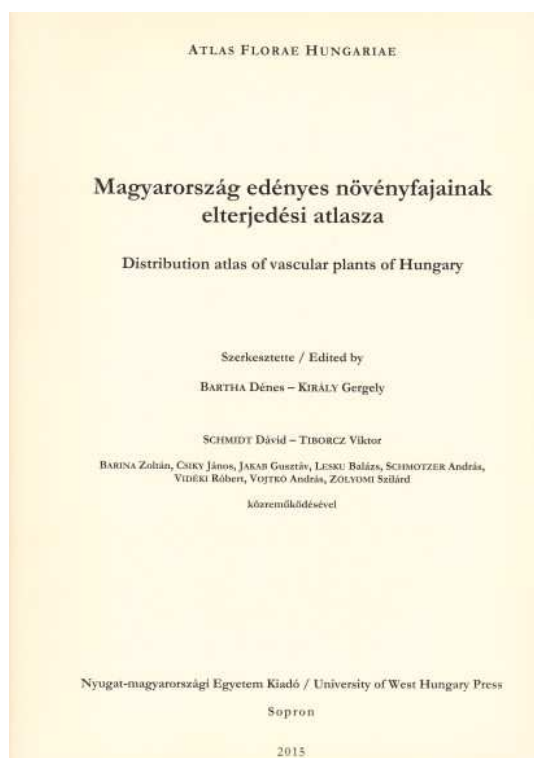 ATLAS FLORAE HUNGARIAE
Magyarország edényes növényfajainak
elterjedési atlasza
Distribution atlas of vascular plants of Hungary
Szerkesztette / Edited by
BARTHA Dénes – KIRÁLY Gergely
SCHMIDT Dávid – TIBORCZ Viktor
BARINA Zoltán, CSIKY János, JAKAB Gusztáv, LESKU Balázs, SCHMOTZER András,
VIDÉKI Róbert, VOJTKÓ András, ZÓLYOMI Szilárd
közreműködésével
Nyugat-magyarországi Egyetem Kiadó / University of West Hungary Press
Sopron
2015